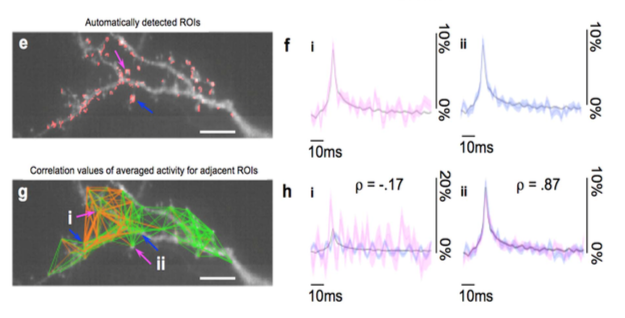 Automatically detected ROIs
e
f
i
10%
0%
10ms
ii
10%
0%
10ms
Correlation values of averaged activity for adjacent ROIs
g
i
ii
h
i
ρ = -.17
20%
0%
10ms
ii
ρ = .87
10%
0%
10ms